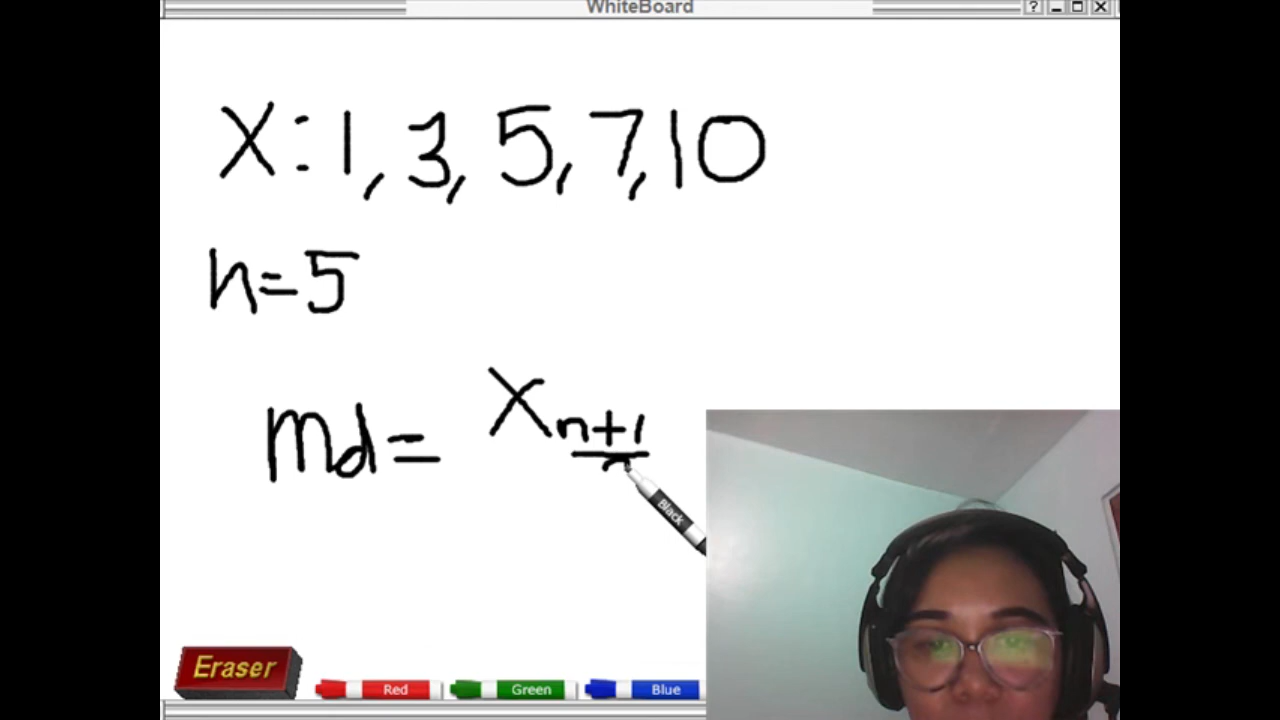 WhiteBoard
X: 1, 3, 5, 7, 10
n=5
Md= X n+1
Black
Eraser
Red Green Blue